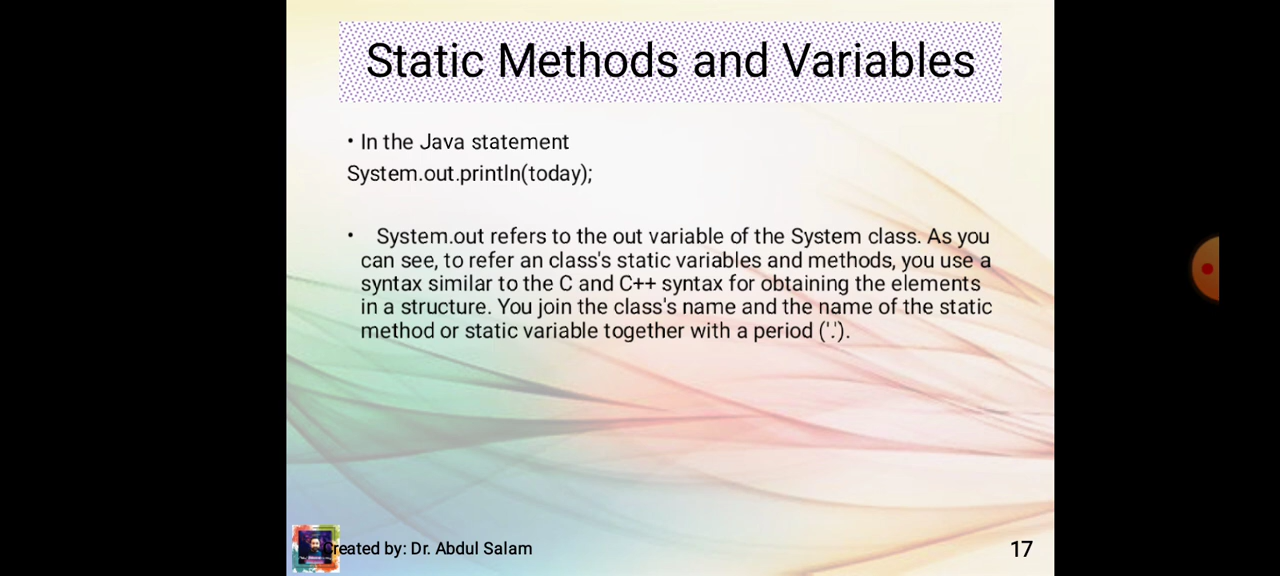 Static Methods and Variables
• In the Java statement
System.out.println(today);
• System.out refers to the out variable of the System class. As you
can see, to refer an class's static variables and methods, you use a
syntax similar to the C and C++ syntax for obtaining the elements
in a structure. You join the class's name and the name of the static
method or static variable together with a period ('.').
Created by: Dr. Abdul Salam
17